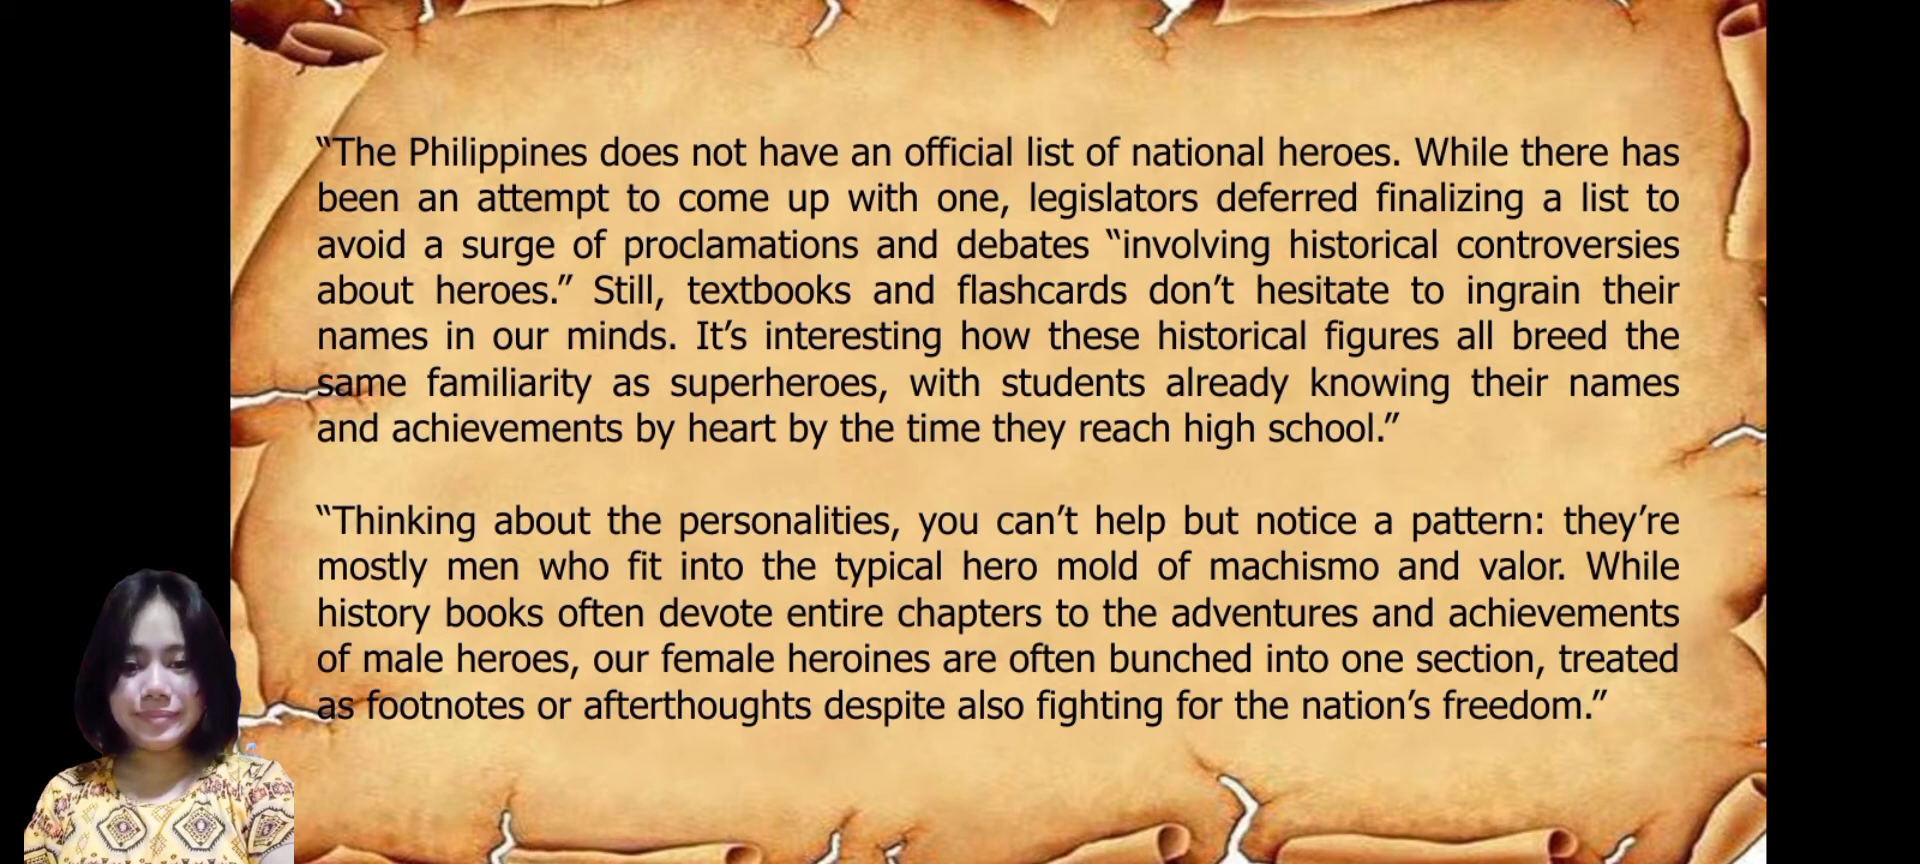 “The Philippines does not have an official list of national heroes. While there has
been an attempt to come up with one, legislators deferred finalizing a list to
avoid a surge of proclamations and debates “involving historical controversies
about heroes.” Still, textbooks and flashcards don’t hesitate to ingrain their
names in our minds. It’s interesting how these historical figures all breed the
same familiarity as superheroes, with students already knowing their names
and achievements by heart by the time they reach high school.”
“Thinking about the personalities, you can’t help but notice a pattern: they’re
mostly men who fit into the typical hero mold of machismo and valor. While
history books often devote entire chapters to the adventures and achievements
of male heroes, our female heroines are often bunched into one section, treated
as footnotes or afterthoughts despite also fighting for the nation’s freedom.”